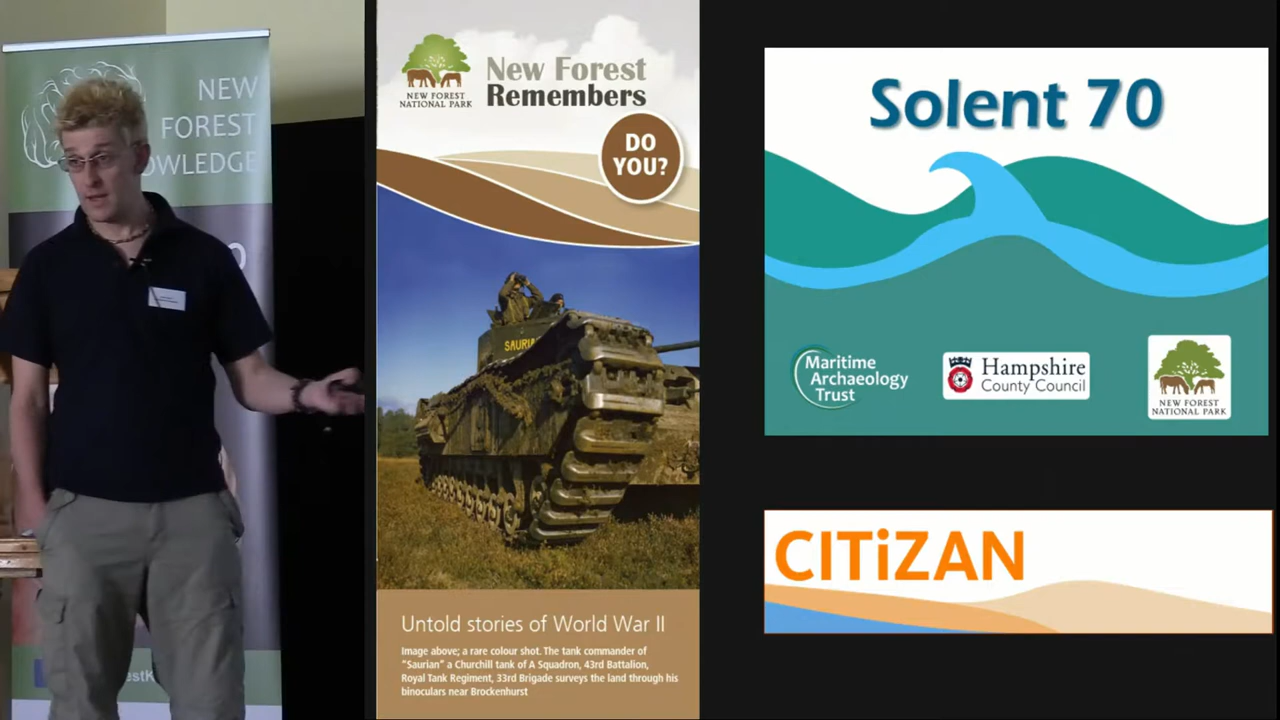 NEW
FOREST
OWLEDGE
NEW FOREST
NATIONAL PARK
New Forest
Remembers
DO
YOU?
SAURIA
Untold stories of World War II
Image above; a rare colour shot. The tank commander of
"Saurian" a Churchill tank of A Squadron, 43rd Battalion,
Royal Tank Regiment, 33rd Brigade surveys the land through his
binoculars near Brockenhurst
Solent 70
Maritime
Archaeology
Trust
Hampshire
County Council
NEW FOREST
NATIONAL PARK
CITiZAN